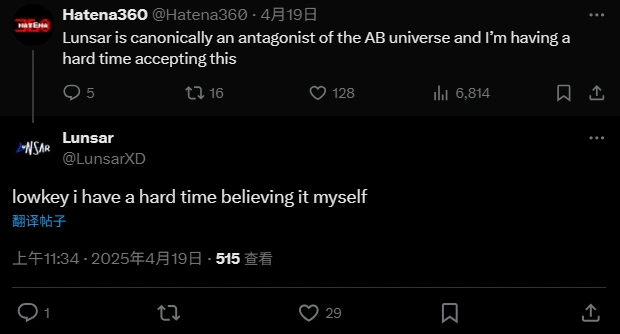 HATENA
360
Hatena360 @Hatena360 · 4月19日
Lunsar is canonically an antagonist of the AB universe and I'm having a
hard time accepting this
5 16 128 6,814
LUNSAR
Lunsar
@LunsarXD
lowkey i have a hard time believing it myself
翻译帖子
上午11:34 · 2025年4月19日 · 515 查看
1 29